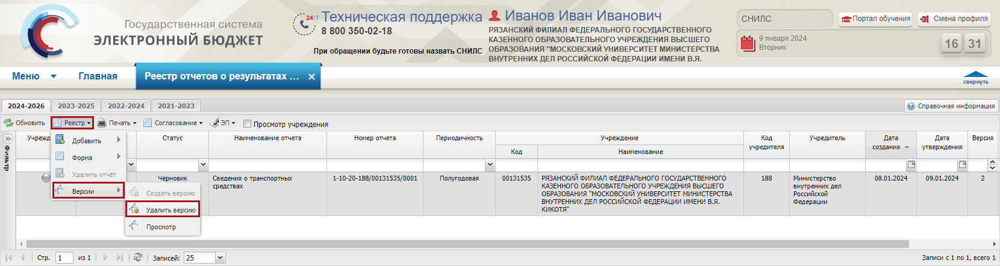 Государственная система
ЭЛЕКТРОННЫЙ БЮДЖЕТ
24/7
Техническая поддержка
8 800 350-02-18
При обращении будьте готовы назвать СНИЛС
Иванов Иван Иванович
РЯЗАНСКИЙ ФИЛИАЛ ФЕДЕРАЛЬНОГО ГОСУДАРСТВЕННОГО
КАЗЕННОГО ОБРАЗОВАТЕЛЬНОГО УЧРЕЖДЕНИЯ ВЫСШЕГО
ОБРАЗОВАНИЯ "МОСКОВСКИЙ УНИВЕРСИТЕТ МИНИСТЕРСТВА
ВНУТРЕННИХ ДЕЛ РОССИЙСКОЙ ФЕДЕРАЦИИ ИМЕНИ В.Я.
СНИЛС
Портал обучения
Смена профиля
9 января 2024
Вторник
16 31
Меню
Главная
Реестр отчетов о результатах ...
свернуть
2024-2026
2023-2025
2022-2024
2021-2023
Справочная информация
Обновить
Реестр
Печать
Согласование
ЭП
Просмотр учреждения
Фильтр
Учрежд
Статус
Наименование отчета
Номер отчета
Периодичность
Учреждение
Код
Наименование
Код
учредителя
Учредитель
Дата
создания
Дата
утверждения
Версия
Добавить
Форма
Удалить отчёт
Версии
Создать версию
Удалить версию
Просмотр
Черновик
Сведения о транспортных
средствах
1-10-20-188/00131535/0001
Полугодовая
00131535
РЯЗАНСКИЙ ФИЛИАЛ ФЕДЕРАЛЬНОГО ГОСУДАРСТВЕННОГО
КАЗЕННОГО ОБРАЗОВАТЕЛЬНОГО УЧРЕЖДЕНИЯ ВЫСШЕГО
ОБРАЗОВАНИЯ "МОСКОВСКИЙ УНИВЕРСИТЕТ МИНИСТЕРСТВА
ВНУТРЕННИХ ДЕЛ РОССИЙСКОЙ ФЕДЕРАЦИИ ИМЕНИ В.Я.
КИКОТЯ"
188
Министерство
внутренних дел
Российской
Федерации
08.01.2024
09.01.2024
2
Стр. 1 из 1
Записей: 25
Записи с 1 по 1, всего 1